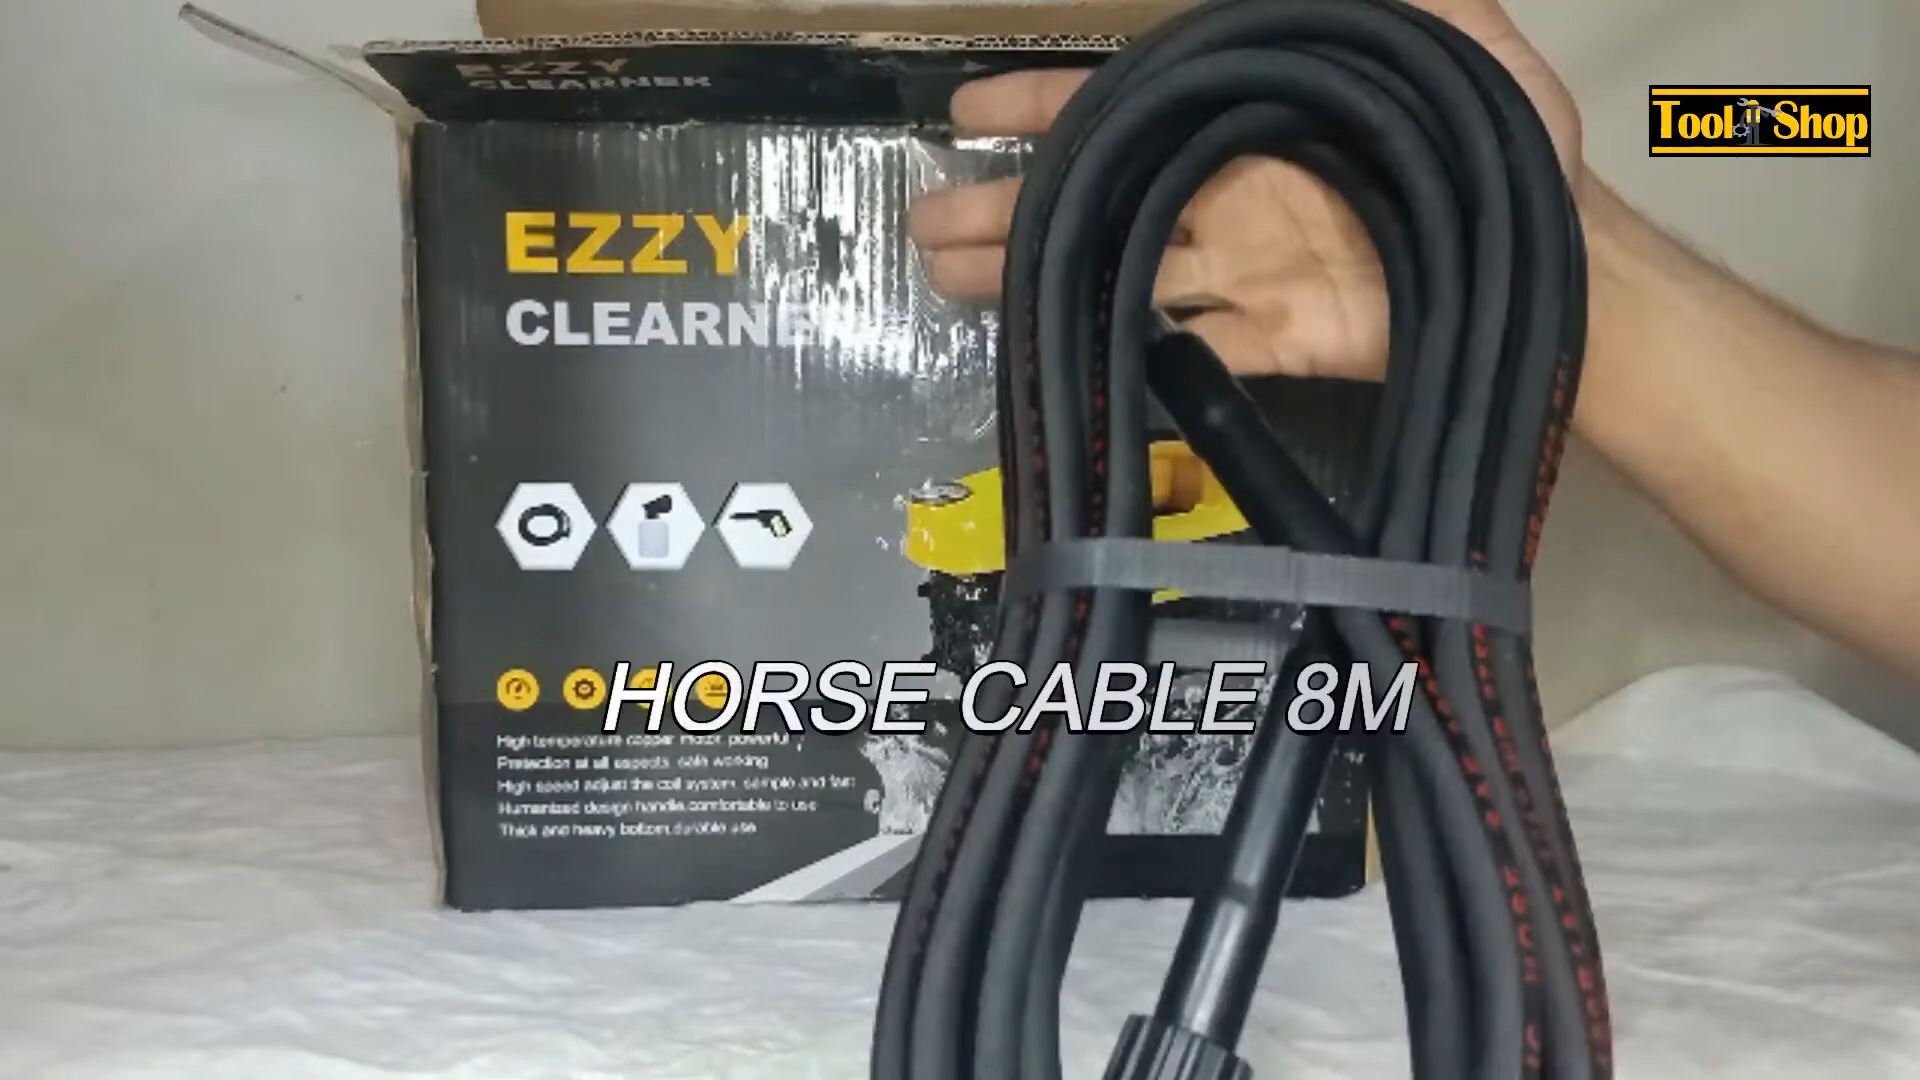 EZZY
CLEARNER
Tool Shop
EZZY
CLEARNE
HORSE CABLE 8M
High temperature copper motor, powerful
Protection at all aspects, safe working
High speed adjust the coil system, sample and fast
Humanized design handle,comfortable to use
Thick and heavy bottom,durable use